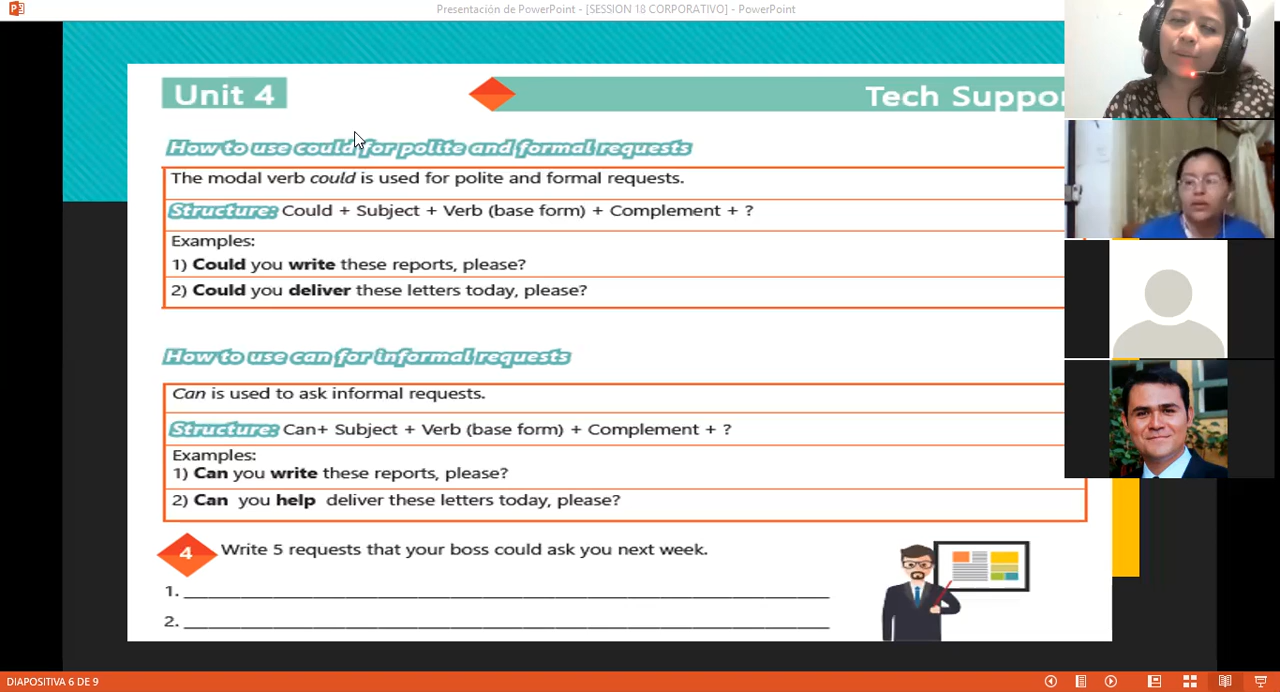 Presentación de PowerPoint - [SESSION 18 CORPORATIVO] - PowerPoint
Unit 4
Tech Suppor
How to use could for polite and formal requests
The modal verb could is used for polite and formal requests.
Structure: Could + Subject + Verb (base form) + Complement + ?
Examples:
1) Could you write these reports, please?
2) Could you deliver these letters today, please?
How to use can for informal requests
Can is used to ask informal requests.
Structure: Can+ Subject + Verb (base form) + Complement + ?
Examples:
1) Can you write these reports, please?
2) Can you help deliver these letters today, please?
4 Write 5 requests that your boss could ask you next week.
1.
2.
DIAPOSITIVA 6 DE 9